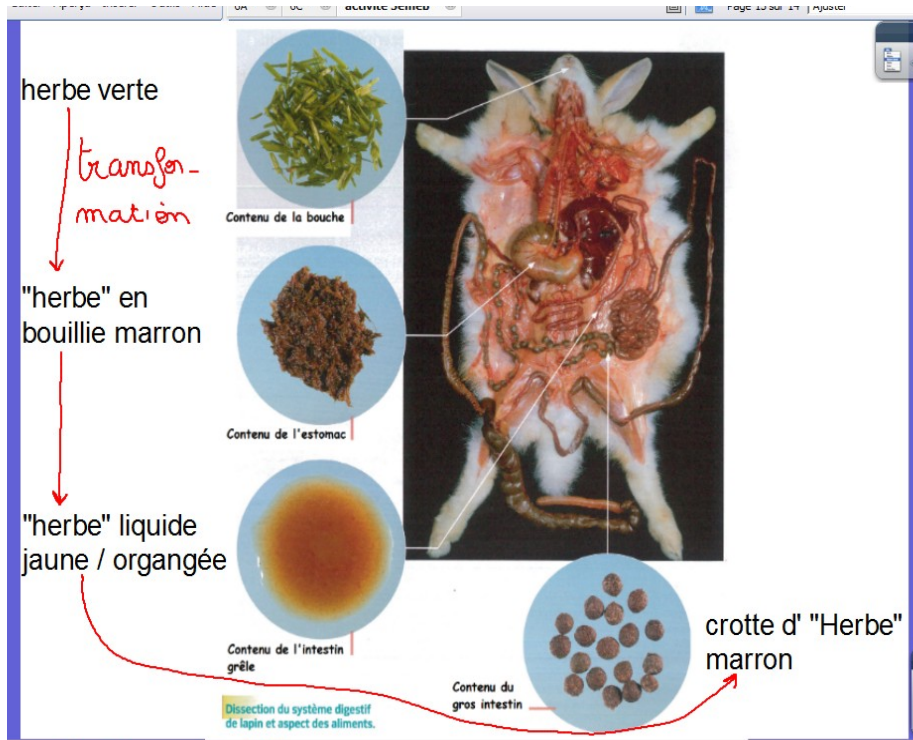 activité Semeb
Page 13 sur 14
Ajuster
herbe verte
transfor-
mation
Contenu de la bouche
"herbe" en
bouillie marron
Contenu de l'estomac
"herbe" liquide
jaune / organgée
Contenu de l'intestin
grêle
Contenu du
gros intestin
crotte d' "Herbe"
marron
Dissection du système digestif
de lapin et aspect des aliments.